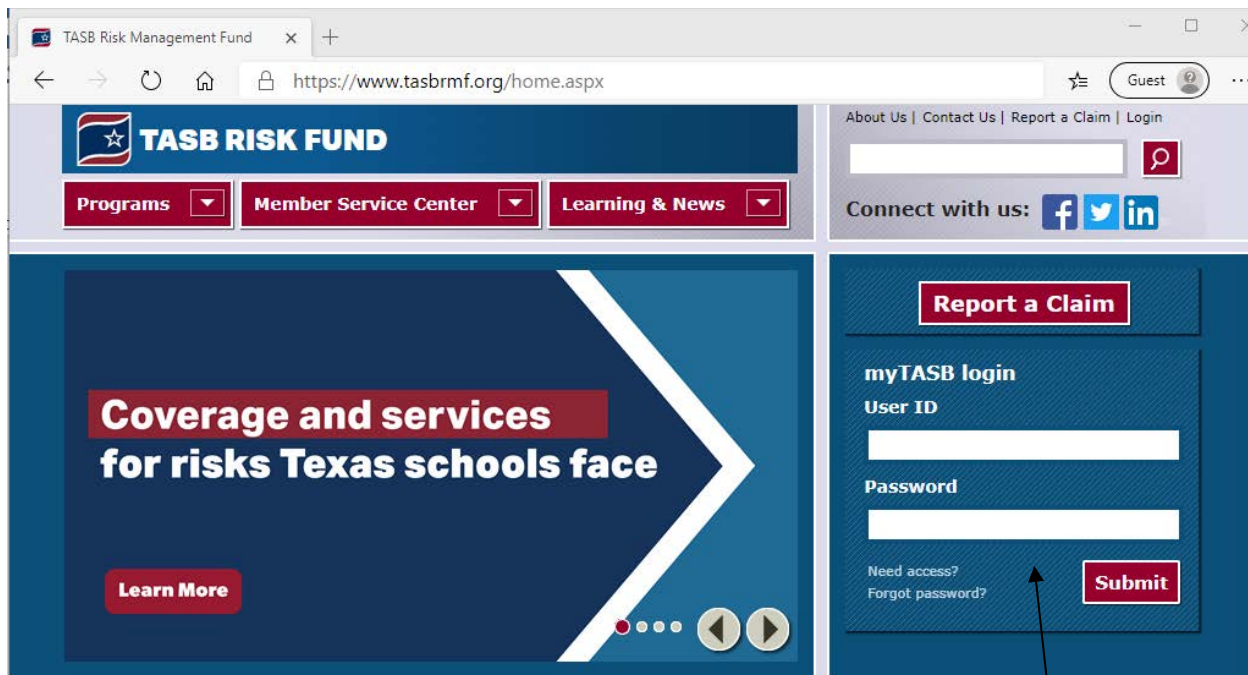 TASB Risk Management Fund
https://www.tasbrmf.org/home.aspx
Guest
TASB RISK FUND
About Us | Contact Us | Report a Claim | Login
Programs
Member Service Center
Learning & News
Connect with us:
Coverage and services
for risks Texas schools face
Learn More
Report a Claim
myTASB login
User ID
Password
Need access?
Forgot password?
Submit